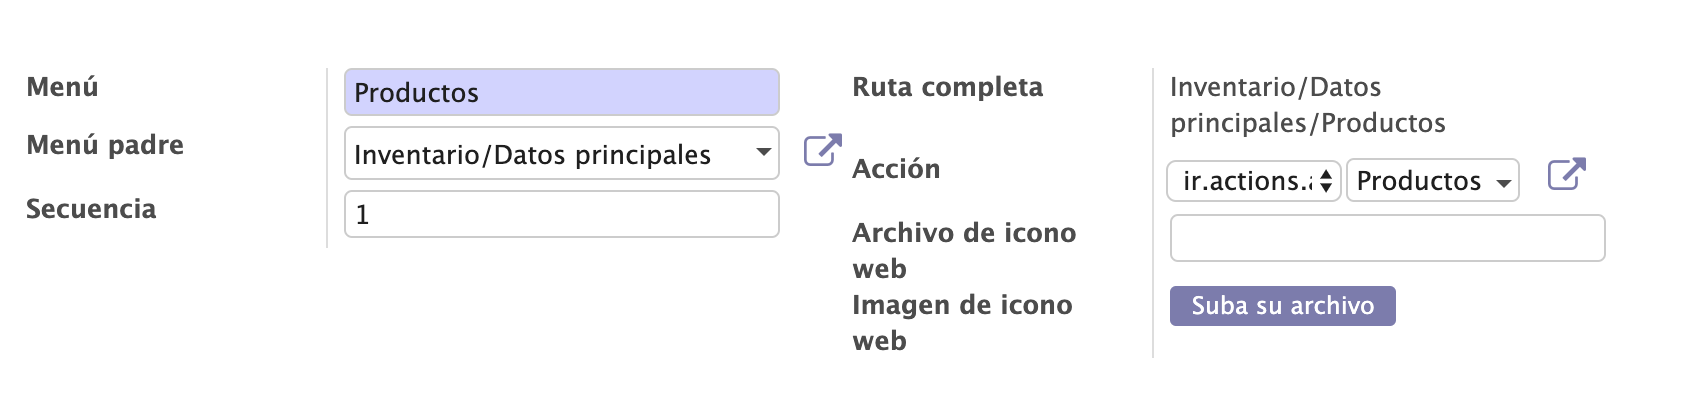 Menú
Productos
Menú padre
Inventario/Datos principales
Secuencia
1
Ruta completa
Inventario/Datos
principales/Productos
Acción
ir.actions.a
Productos
Archivo de icono
web
Imagen de icono
web
Suba su archivo